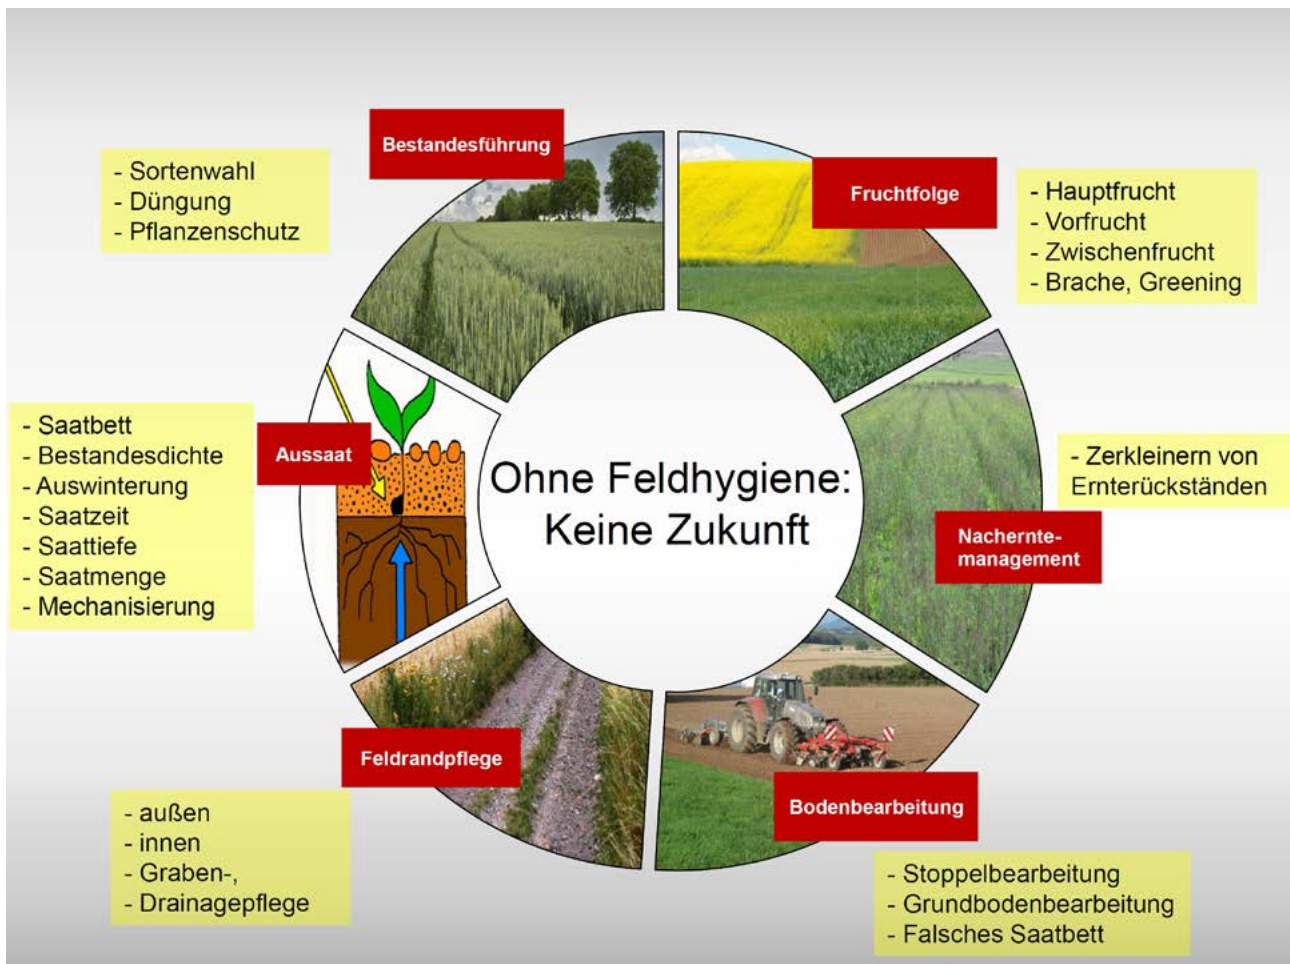 Bestandesführung
- Sortenwahl
- Düngung
- Pflanzenschutz
Fruchtfolge
- Hauptfrucht
- Vorfrucht
- Zwischenfrucht
- Brache, Greening
Aussaat
- Saatbett
- Bestandesdichte
- Auswinterung
- Saatzeit
- Saattiefe
- Saatmenge
- Mechanisierung
Ohne Feldhygiene:
Keine Zukunft
- Zerkleinern von
Ernterückständen
Nachernte-
management
Feldrandpflege
- außen
- innen
- Graben-,
- Drainagepflege
Bodenbearbeitung
- Stoppelbearbeitung
- Grundbodenbearbeitung
- Falsches Saatbett